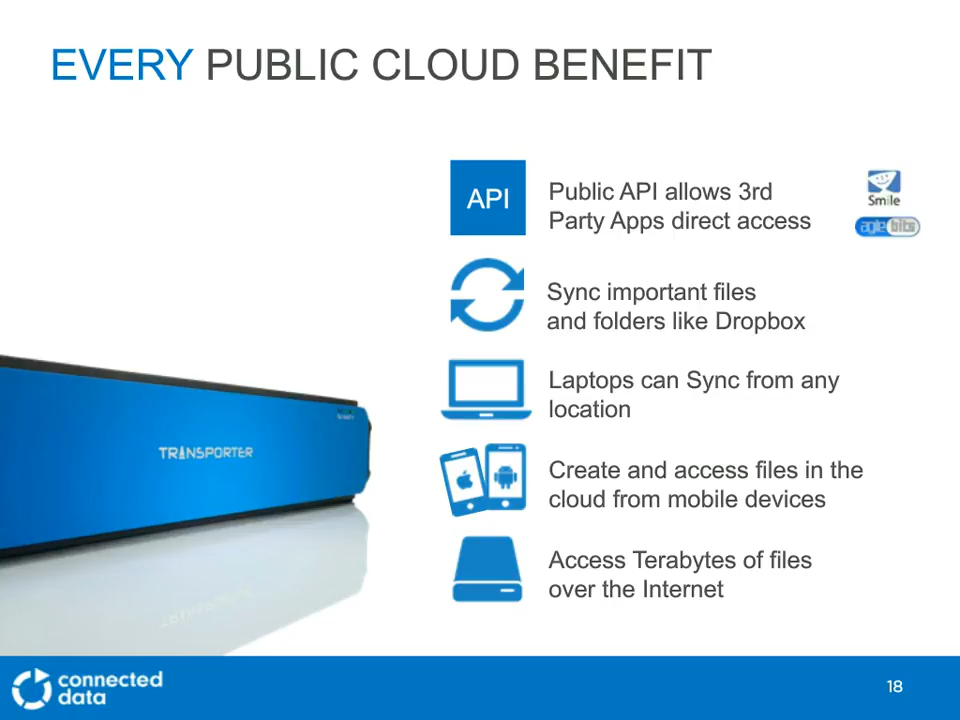 EVERY PUBLIC CLOUD BENEFIT
API
Public API allows 3rd
Party Apps direct access
Smile
agile bits
Sync important files
and folders like Dropbox
Laptops can Sync from any
location
TRANSPORTER
Create and access files in the
cloud from mobile devices
Access Terabytes of files
over the Internet
connected
data
18